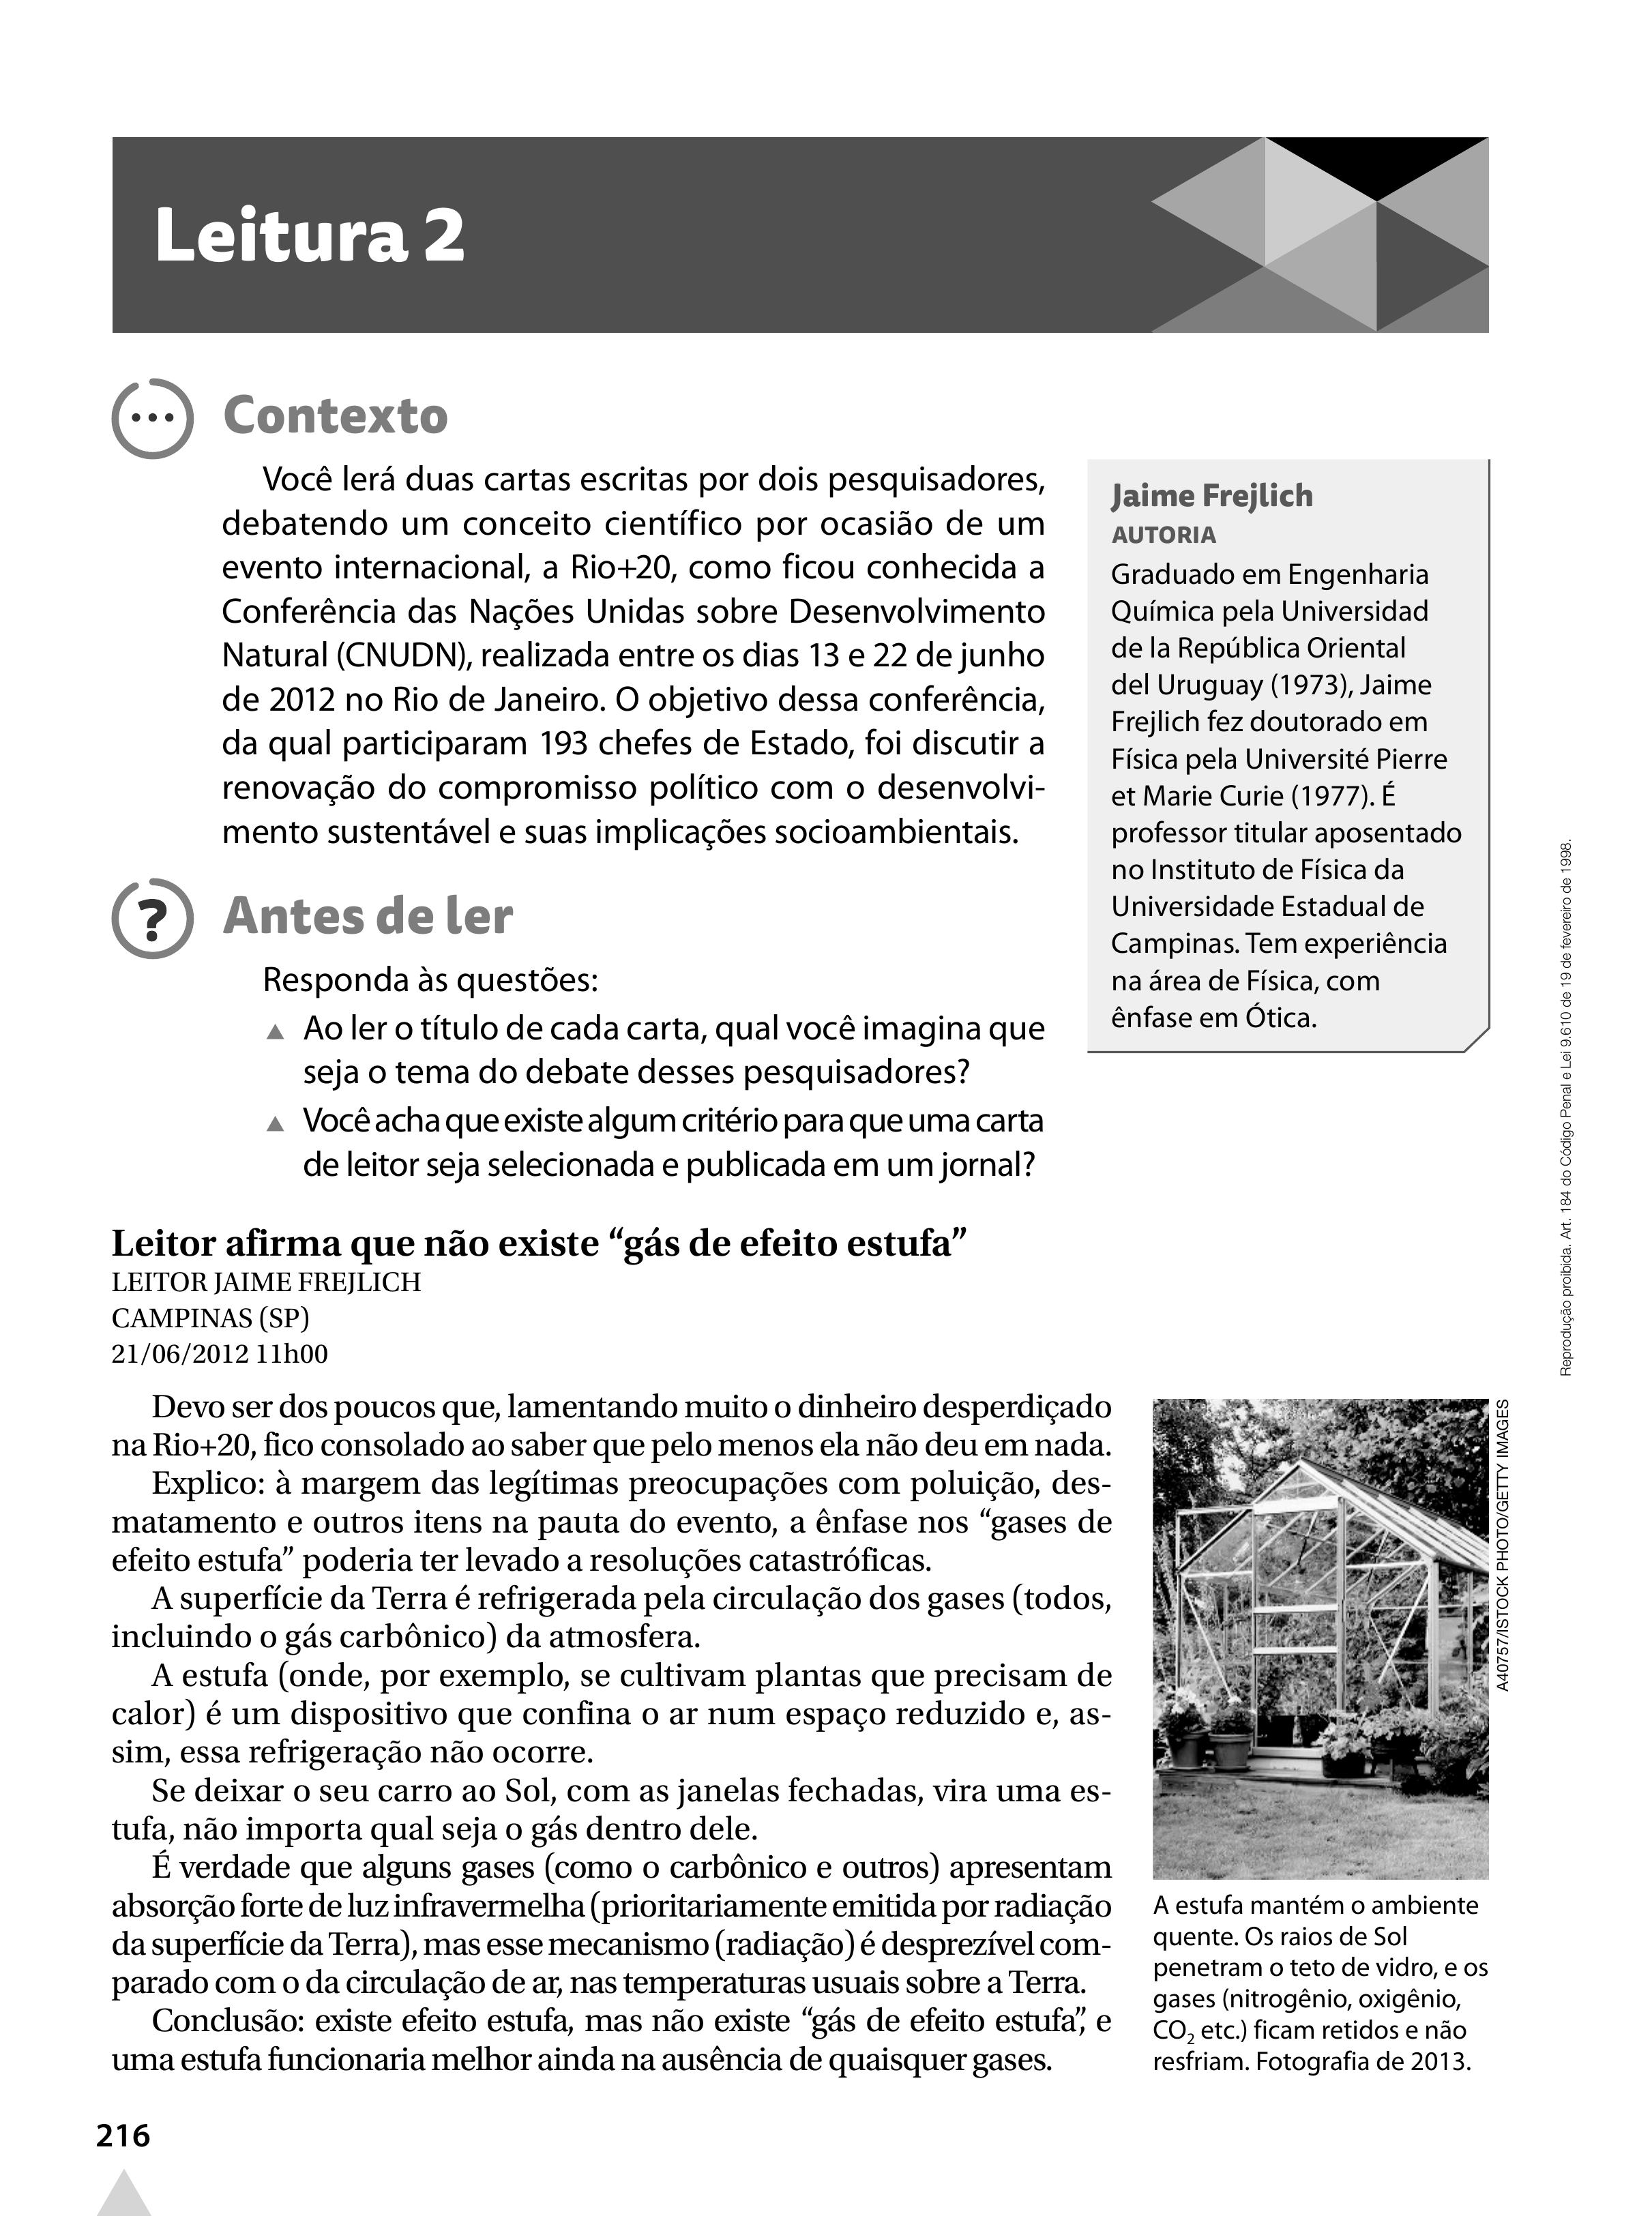 Leitura 2
Contexto
Você lerá duas cartas escritas por dois pesquisadores,
debatendo um conceito científico por ocasião de um
evento internacional, a Rio+20, como ficou conhecida a
Conferência das Nações Unidas sobre Desenvolvimento
Natural (CNUDN), realizada entre os dias 13 e 22 de junho
de 2012 no Rio de Janeiro. O objetivo dessa conferência,
da qual participaram 193 chefes de Estado, foi discutir a
renovação do compromisso político com o desenvolvi-
mento sustentável e suas implicações socioambientais.
Jaime Frejlich
AUTORIA
Graduado em Engenharia
Química pela Universidad
de la República Oriental
del Uruguay (1973), Jaime
Frejlich fez doutorado em
Física pela Université Pierre
et Marie Curie (1977). É
professor titular aposentado
no Instituto de Física da
Universidade Estadual de
Campinas. Tem experiência
na área de Física, com
ênfase em Ótica.
?
Antes de ler
Responda às questões:
▲ Ao ler o título de cada carta, qual você imagina que
seja o tema do debate desses pesquisadores?
▲ Você acha que existe algum critério para que uma carta
de leitor seja selecionada e publicada em um jornal?
Leitor afirma que não existe “gás de efeito estufa”
LEITOR JAIME FREJLICH
CAMPINAS (SP)
21/06/2012 11h00
Devo ser dos poucos que, lamentando muito o dinheiro desperdiçado
na Rio+20, fico consolado ao saber que pelo menos ela não deu em nada.
Explico: à margem das legítimas preocupações com poluição, des-
matamento e outros itens na pauta do evento, a ênfase nos “gases de
efeito estufa” poderia ter levado a resoluções catastróficas.
A superfície da Terra é refrigerada pela circulação dos gases (todos,
incluindo o gás carbônico) da atmosfera.
A estufa (onde, por exemplo, se cultivam plantas que precisam de
calor) é um dispositivo que confina o ar num espaço reduzido e, as-
sim, essa refrigeração não ocorre.
Se deixar o seu carro ao Sol, com as janelas fechadas, vira uma es-
tufa, não importa qual seja o gás dentro dele.
É verdade que alguns gases (como o carbônico e outros) apresentam
absorção forte de luz infravermelha (prioritariamente emitida por radiação
da superfície da Terra), mas esse mecanismo (radiação) é desprezível com-
parado com o da circulação de ar, nas temperaturas usuais sobre a Terra.
Conclusão: existe efeito estufa, mas não existe “gás de efeito estufa”, e
uma estufa funcionaria melhor ainda na ausência de quaisquer gases.
A40757/ISTOCK PHOTO/GETTY IMAGES
A estufa mantém o ambiente
quente. Os raios de Sol
penetram o teto de vidro, e os
gases (nitrogênio, oxigênio,
CO₂ etc.) ficam retidos e não
resfriam. Fotografia de 2013.
Reprodução proibida. Art. 184 do Código Penal e Lei 9.610 de 19 de fevereiro de 1998.
216